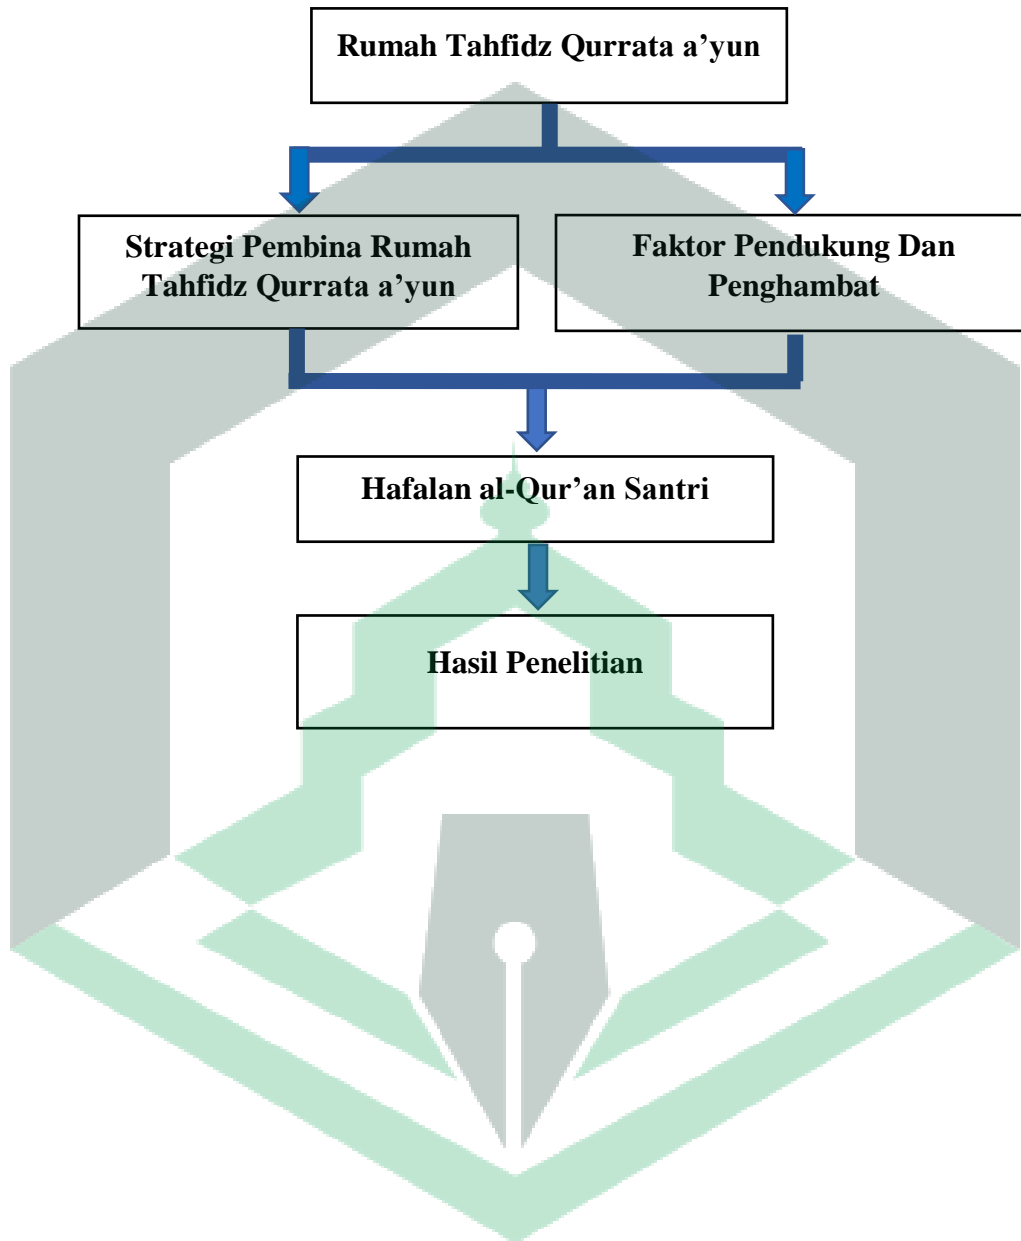 Rumah Tahfidz Qurrata a’yun
Strategi Pembina Rumah
Tahfidz Qurrata a’yun
Faktor Pendukung Dan
Penghambat
Hafalan al-Qur’an Santri
Hasil Penelitian